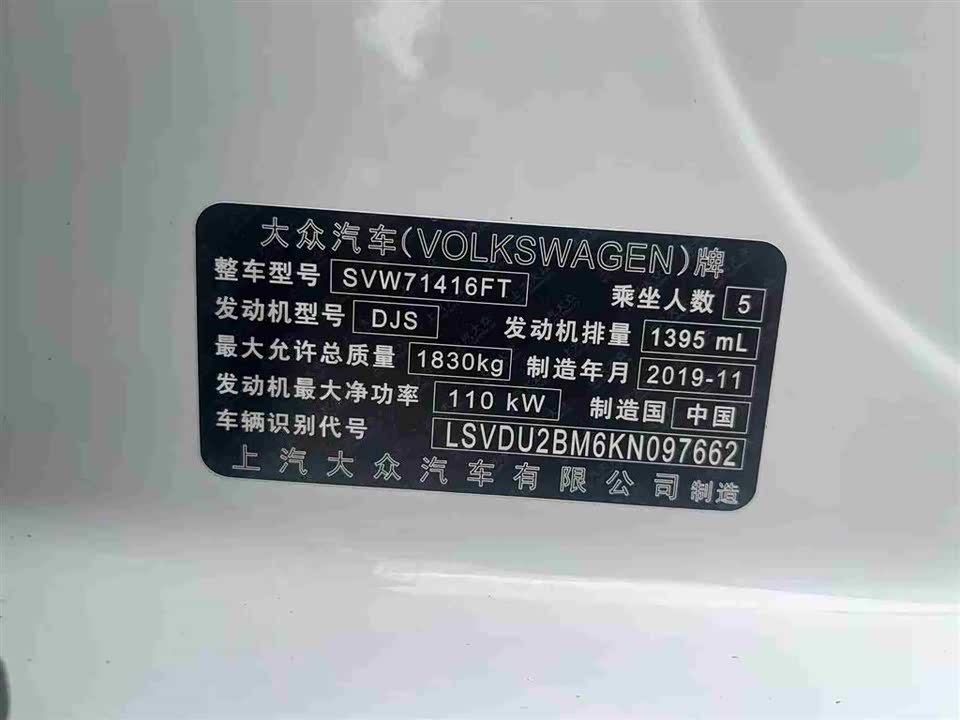 大众汽车(VOLKSWAGEN)牌
整车型号 SVW71416FT 乘坐人数 5
发动机型号 DJS 发动机排量 1395 mL
最大允许总质量 1830kg 制造年月 2019-11
发动机最大净功率 110 kW 制造国 中国
车辆识别代号 LSVDU2BM6KN097662
上汽大众汽车有限公司 制造